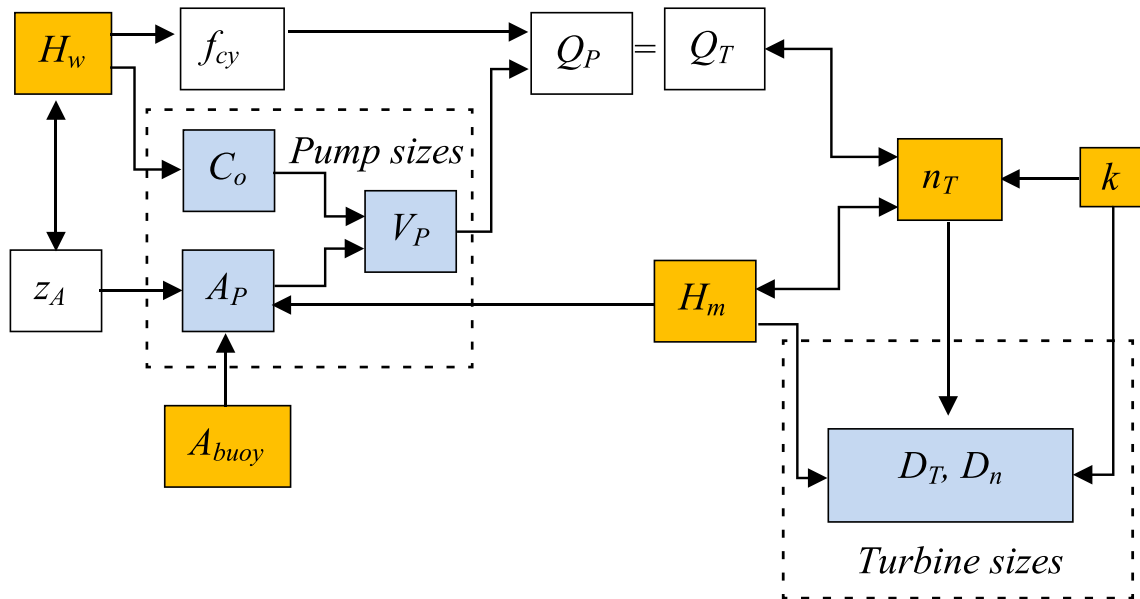 H_w
f_cy
Q_P = Q_T
C_o
Pump sizes
n_T
k
V_P
z_A
A_P
H_m
A_buoy
D_T, D_n
Turbine sizes